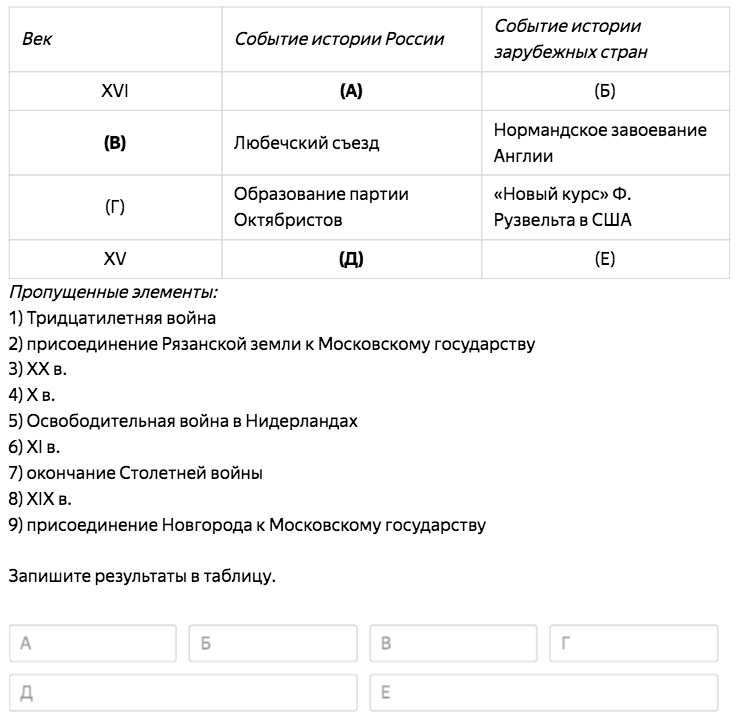 Век
Событие истории России
Событие истории
зарубежных стран
XVI
(А)
(Б)
(В)
Любечский съезд
Нормандское завоевание
Англии
(Г)
Образование партии
Октябристов
«Новый курс» Ф.
Рузвельта в США
XV
(Д)
(Е)
Пропущенные элементы:
1) Тридцатилетняя война
2) присоединение Рязанской земли к Московскому государству
3) XX в.
4) X в.
5) Освободительная война в Нидерландах
6) XI в.
7) окончание Столетней войны
8) XIX в.
9) присоединение Новгорода к Московскому государству
Запишите результаты в таблицу.
А
Б
В
Г
Д
Е